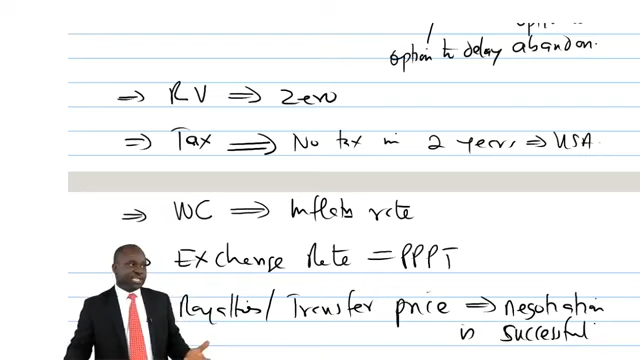 option to delay abandon.
⇒ RV ⇒ Zero
⇒ Tax ⇒ No tax in 2 years ⇒ USA.
⇒ WC ⇒ Inflatn rate
Exchange Rate = PPPT
Royalties/Transfer price ⇒ negotiation
is successful